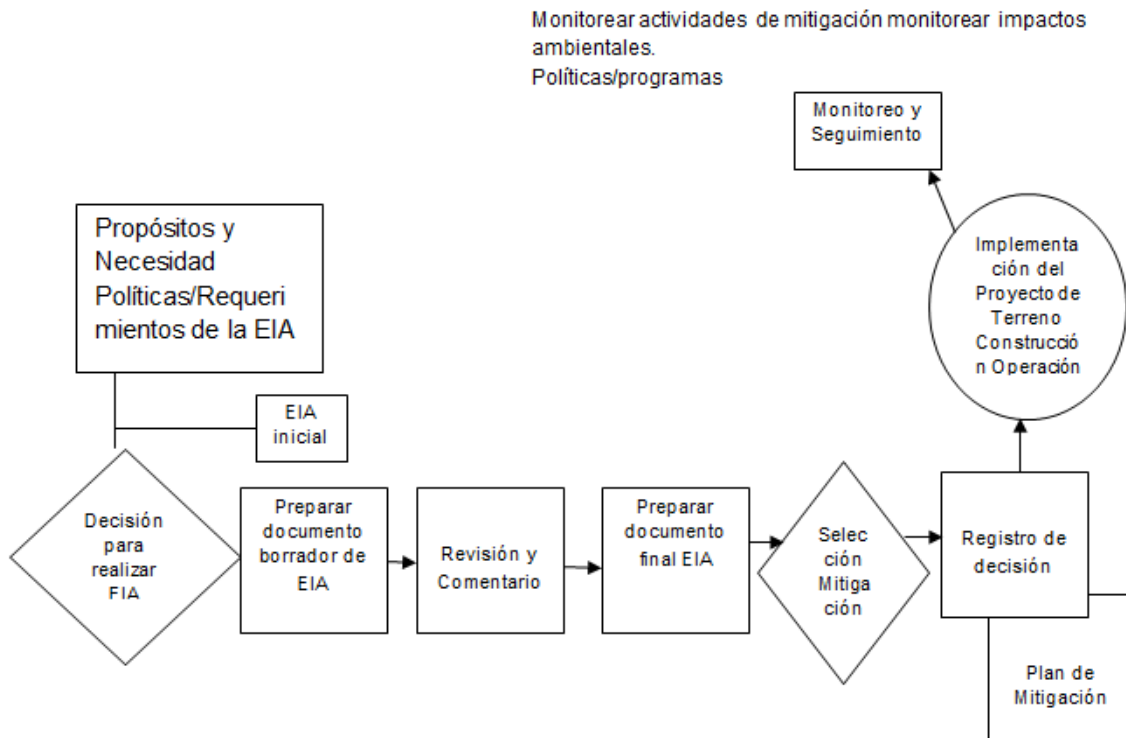 Monitorear actividades de mitigación monitorear impactos
ambientales.
Políticas/programas
Monitoreo y
Seguimiento
Propósitos y
Necesidad
Políticas/Requeri
mientos de la EIA
Implementa
ción del
Proyecto de
Terreno
Construcció
n Operación
EIA
inicial
Decisión
para
realizar
EIA
Preparar
documento
borrador de
EIA
Revisión y
Comentario
Preparar
documento
final EIA
Selec
ción
Mitiga
ción
Registro de
decisión
Plan de
Mitigación